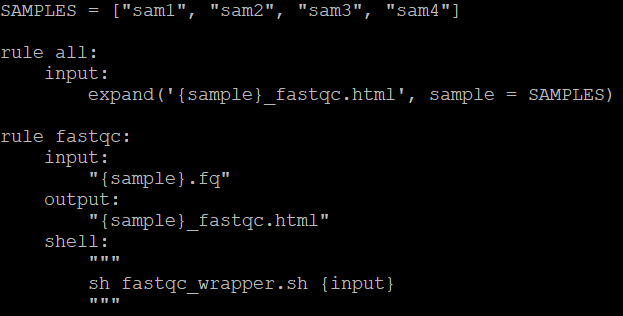 SAMPLES = ["sam1", "sam2", "sam3", "sam4"]
rule all:
    input:
        expand('{sample}_fastqc.html', sample = SAMPLES)
rule fastqc:
    input:
        "{sample}.fq"
    output:
        "{sample}_fastqc.html"
    shell:
        """
        sh fastqc_wrapper.sh {input}
        """